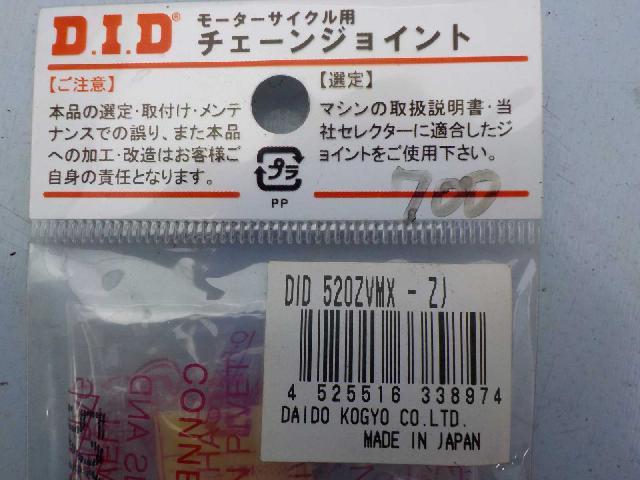 D.I.D®
モーターサイクル用
チェーンジョイント
【ご注意】
本品の選定・取付け・メンテ
ナンスでの誤り、また本品
への加工・改造はお客様ご
自身の責任となります。
プラ
PP
【選定】
マシンの取扱説明書・当
社セレクターに適合したジ
ョイントをご使用下さい。
700
DID 520ZVMX - ZJ
4 525516 338974
DAIDO KOGYO CO.LTD.
MADE IN JAPAN